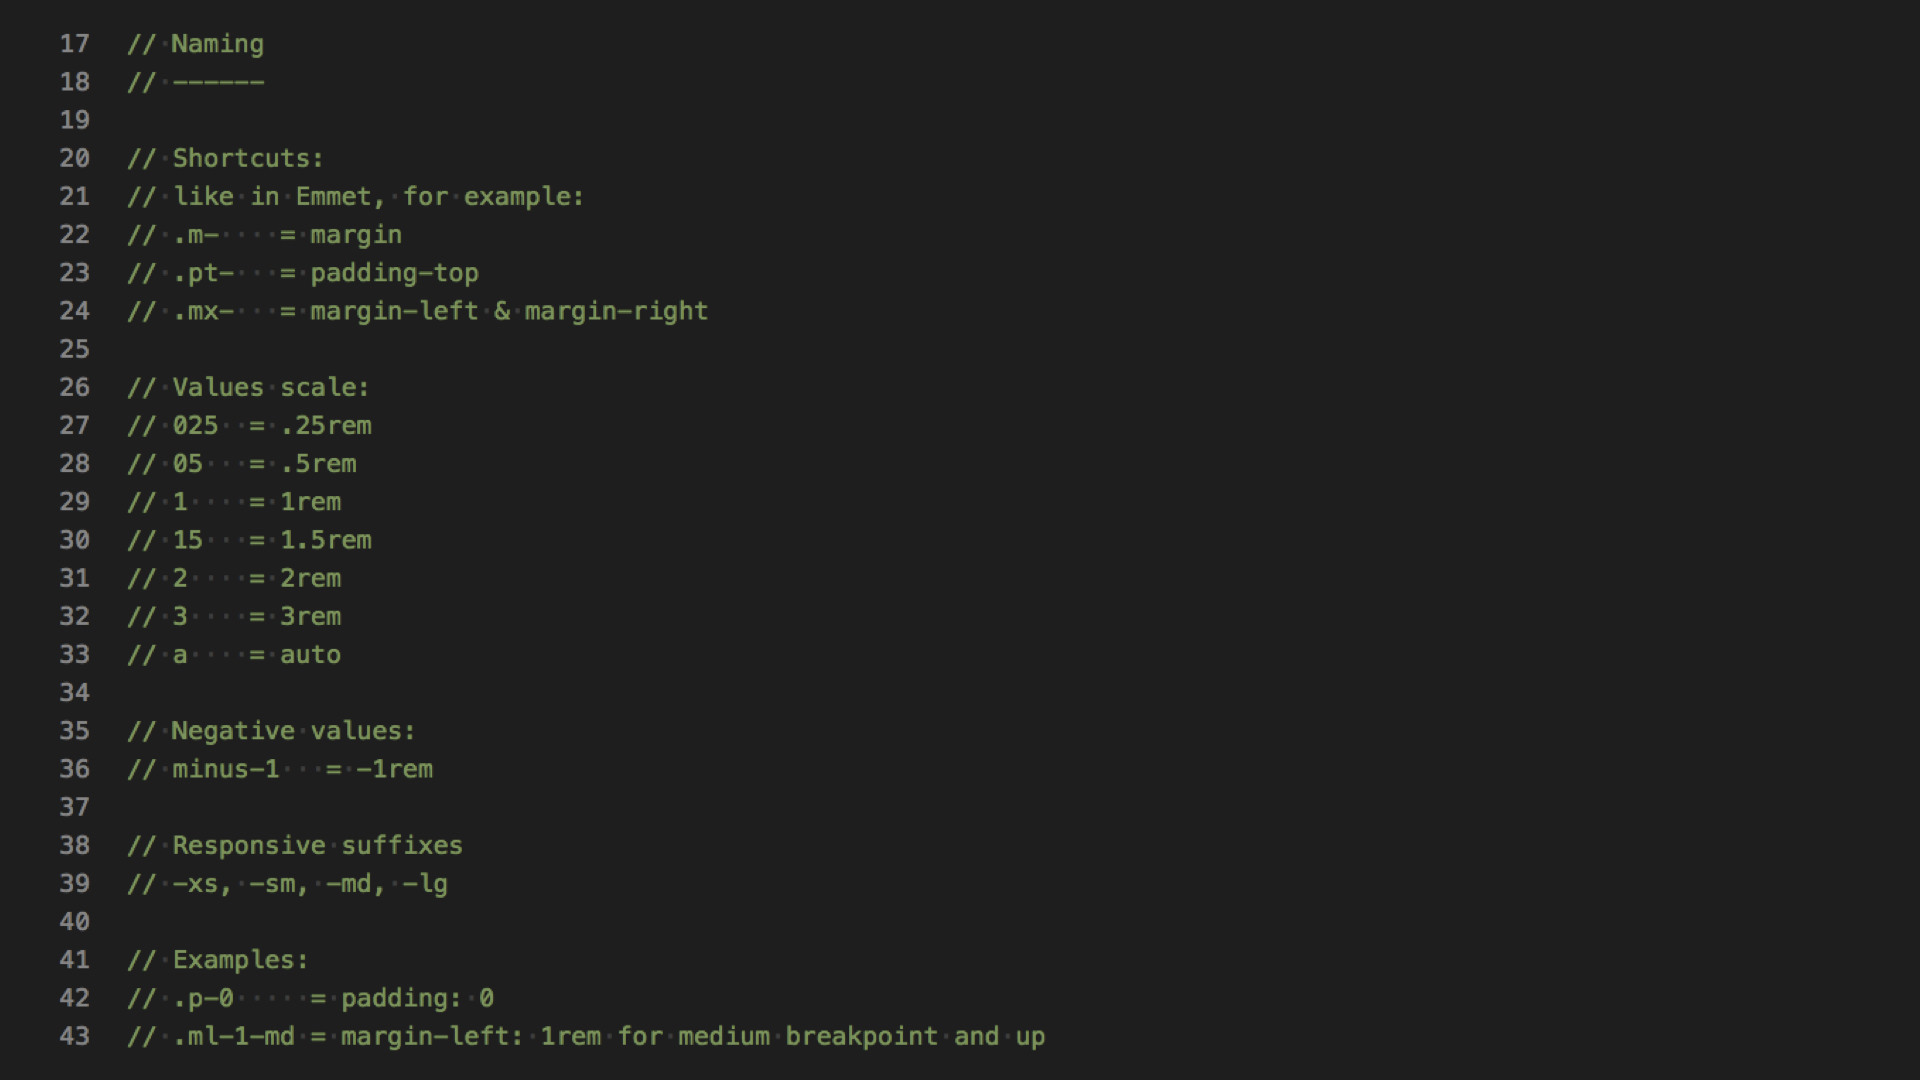 17 // Naming
18 // ------
19
20 // Shortcuts:
21 // like in Emmet, for example:
22 // .m-    = margin
23 // .pt-   = padding-top
24 // .mx-   = margin-left & margin-right
25
26 // Values scale:
27 // 025  = .25rem
28 // 05   = .5rem
29 // 1    = 1rem
30 // 15   = 1.5rem
31 // 2    = 2rem
32 // 3    = 3rem
33 // a    = auto
34
35 // Negative values:
36 // minus-1   = -1rem
37
38 // Responsive suffixes
39 // -xs, -sm, -md, -lg
40
41 // Examples:
42 // .p-0     = padding: 0
43 // .ml-1-md = margin-left: 1rem for medium breakpoint and up